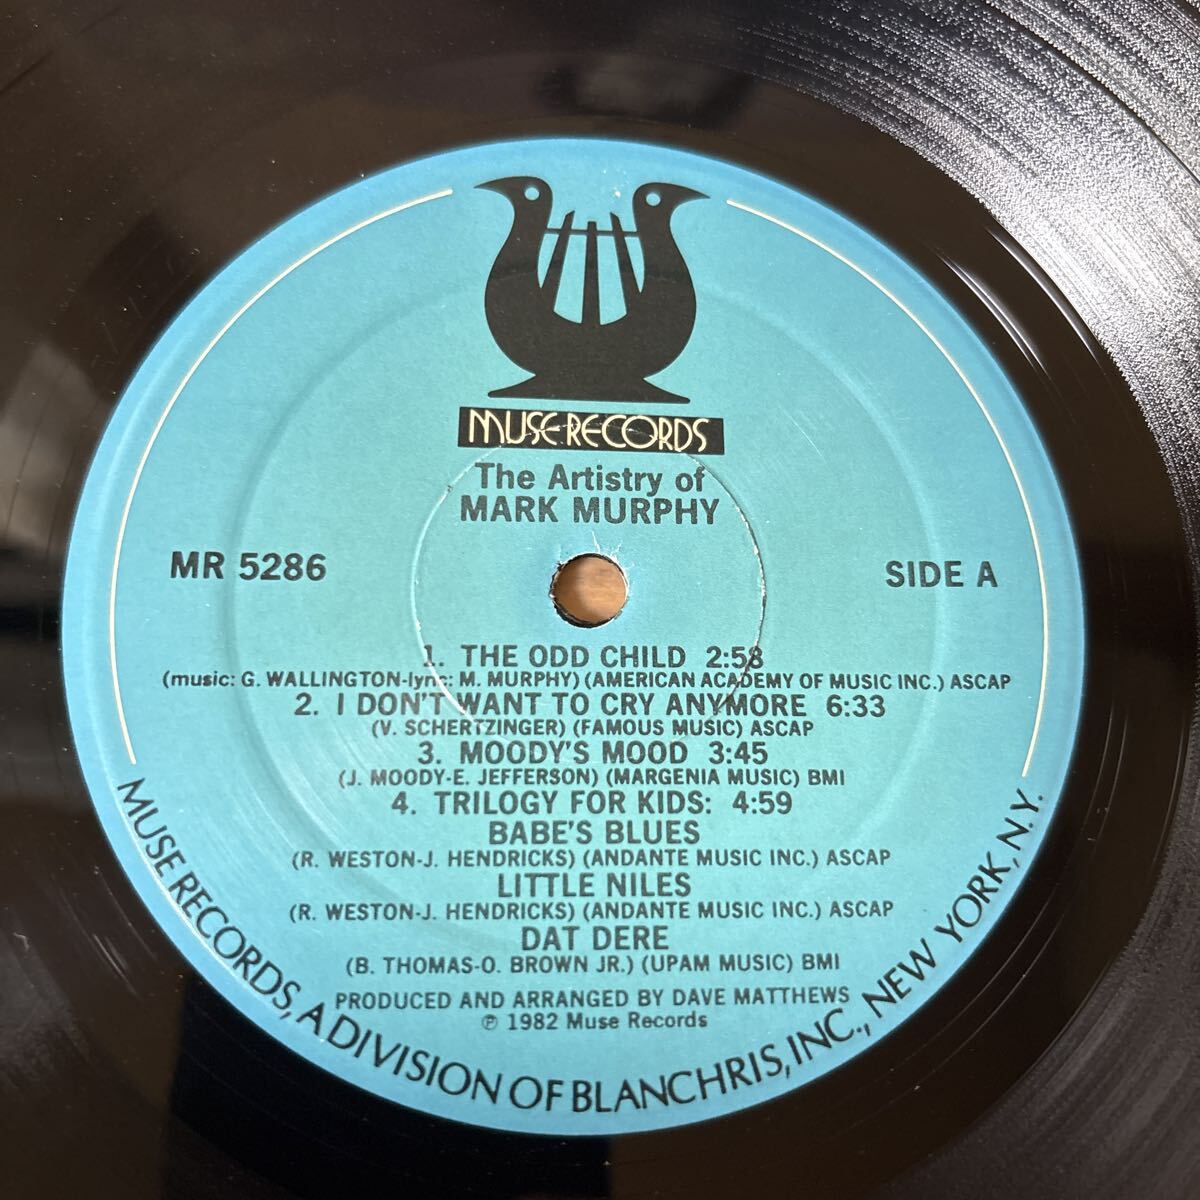 MUSE RECORDS
The Artistry of
MARK MURPHY
MR 5286
SIDE A
1. THE ODD CHILD 2:58
(music: G. WALLINGTON-lyric: M. MURPHY) (AMERICAN ACADEMY OF MUSIC INC.) ASCAP
2. I DON'T WANT TO CRY ANYMORE 6:33
(V. SCHERTZINGER) (FAMOUS MUSIC) ASCAP
3. MOODY'S MOOD 3:45
(J. MOODY-E. JEFFERSON) (MARGENIA MUSIC) BMI
4. TRILOGY FOR KIDS: 4:59
BABE'S BLUES
(R. WESTON-J. HENDRICKS) (ANDANTE MUSIC INC.) ASCAP
LITTLE NILES
(R. WESTON-J. HENDRICKS) (ANDANTE MUSIC INC.) ASCAP
DAT DERE
(B. THOMAS-O. BROWN JR.) (UPAM MUSIC) BMI
PRODUCED AND ARRANGED BY DAVE MATTHEWS
℗ 1982 Muse Records
MUSE RECORDS, A DIVISION OF BLANCHRIS, INC., NEW YORK, N.Y.